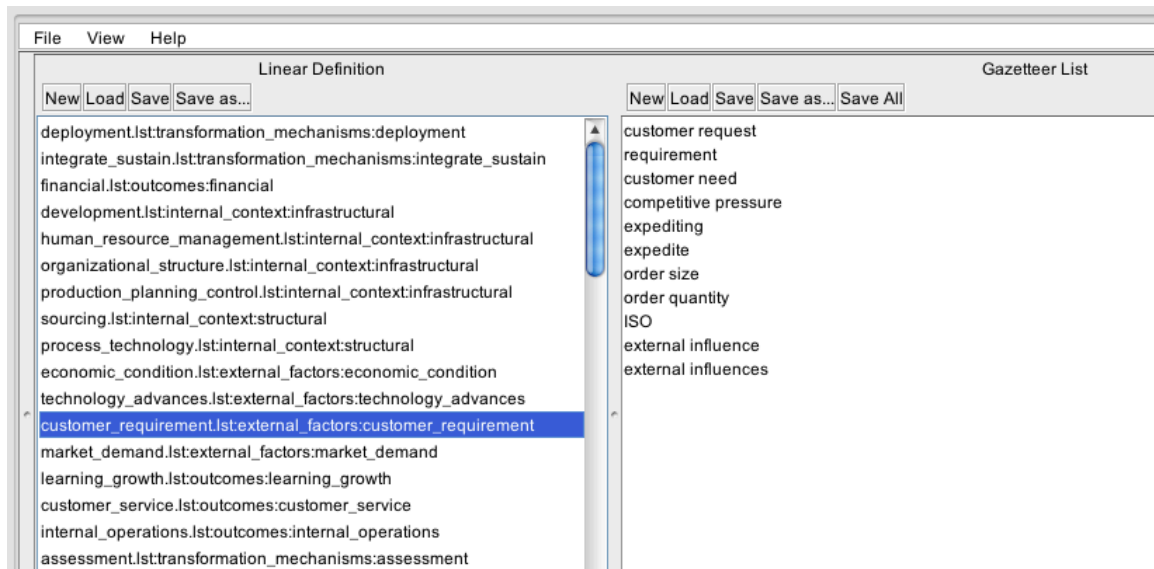 File View Help
Linear Definition
New Load Save Save as...
deployment.lst:transformation_mechanisms:deployment
integrate_sustain.lst:transformation_mechanisms:integrate_sustain
financial.lst:outcomes:financial
development.lst:internal_context:infrastructural
human_resource_management.lst:internal_context:infrastructural
organizational_structure.lst:internal_context:infrastructural
production_planning_control.lst:internal_context:infrastructural
sourcing.lst:internal_context:structural
process_technology.lst:internal_context:structural
economic_condition.lst:external_factors:economic_condition
technology_advances.lst:external_factors:technology_advances
customer_requirement.lst:external_factors:customer_requirement
market_demand.lst:external_factors:market_demand
learning_growth.lst:outcomes:learning_growth
customer_service.lst:outcomes:customer_service
internal_operations.lst:outcomes:internal_operations
assessment.lst:transformation_mechanisms:assessment
Gazetteer List
New Load Save Save as... Save All
customer request
requirement
customer need
competitive pressure
expediting
expedite
order size
order quantity
ISO
external influence
external influences